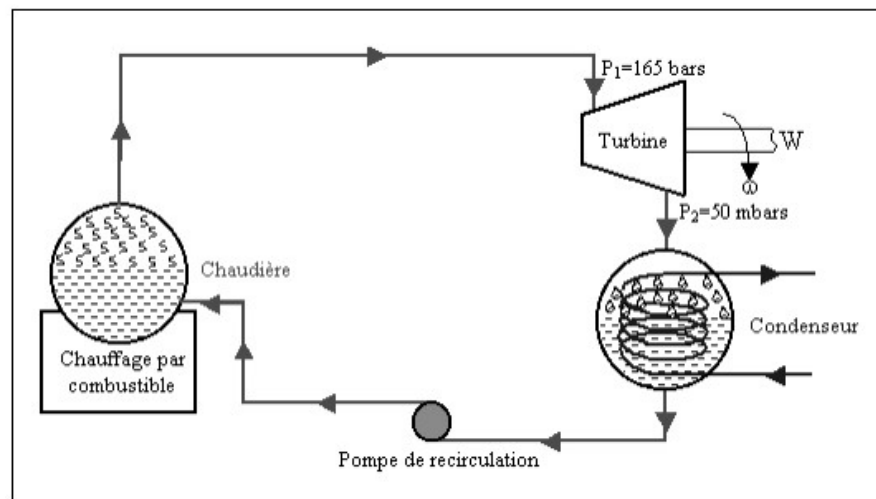 P₁=165 bars
Turbine
W
ω
P₂=50 mbars
Chaudière
Condenseur
Chauffage par
combustible
Pompe de recirculation